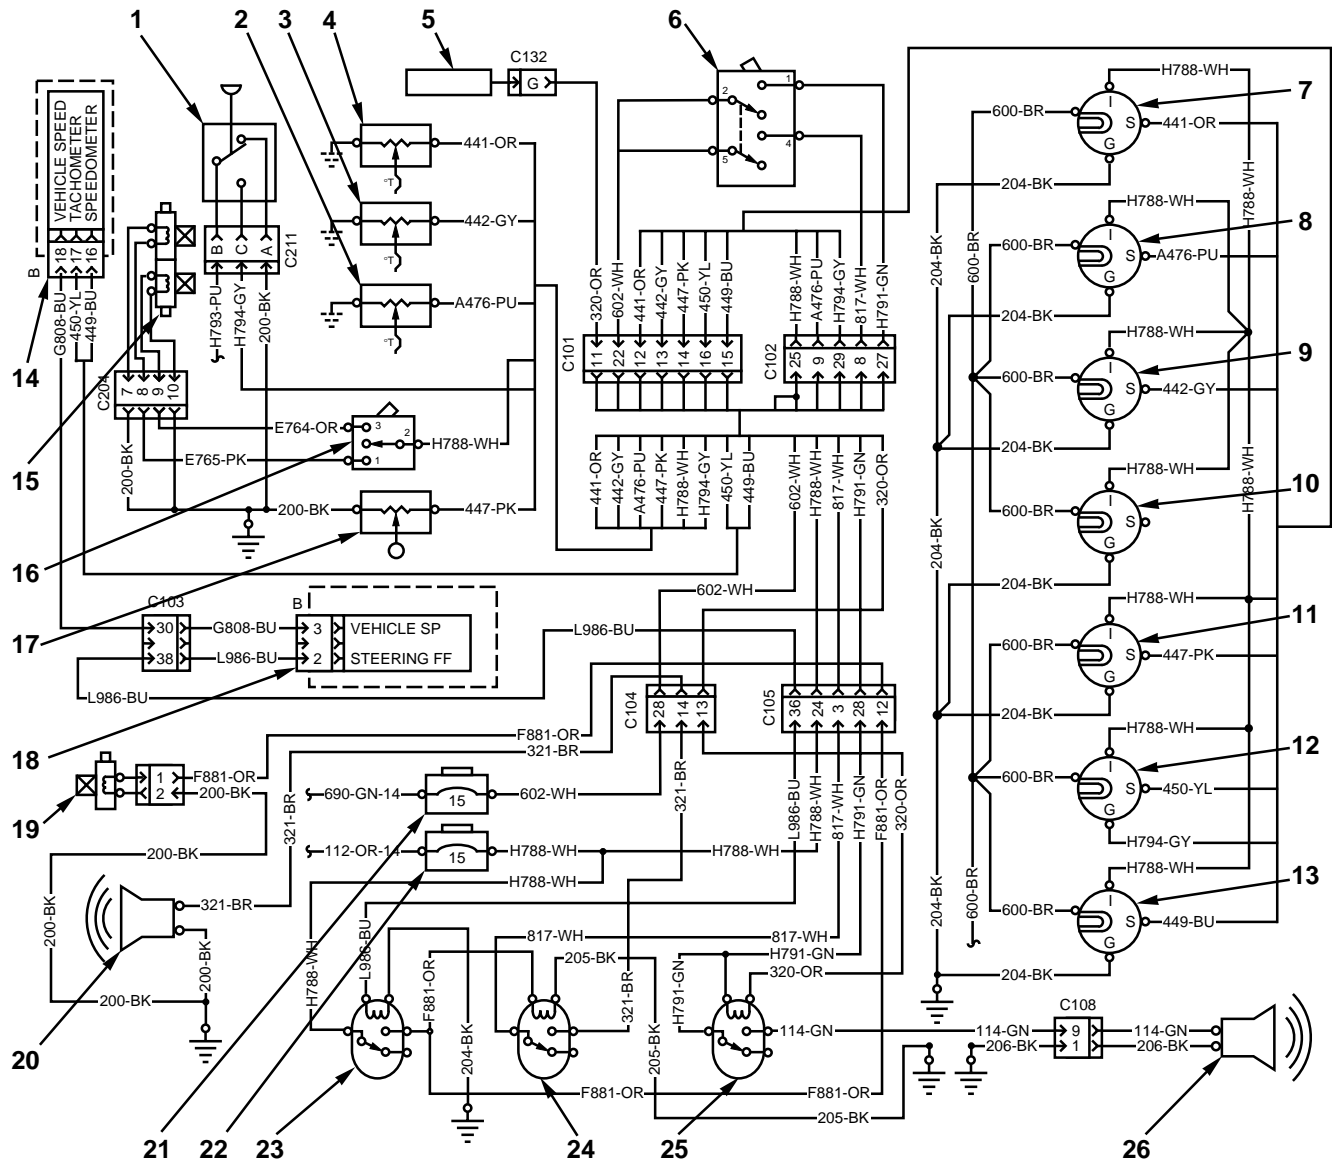 1
2
3
4
5
6
C132
G
H788-WH
7
600-BR
I
S
G
441-OR
204-BK
VEHICLE SPEED
TACHOMETER
SPEEDOMETER
18
17
16
B
G808-BU
450-YL
449-BU
14
B
C
A
C211
H793-PU
H794-GY
200-BK
441-OR
°T
442-GY
°T
A476-PU
°T
2
5
1
4
320-OR
602-WH
441-OR
442-GY
447-PK
450-YL
449-BU
H788-WH
A476-PU
H794-GY
817-WH
H791-GN
C101
11
22
12
13
14
16
15
C102
25
9
29
8
27
H788-WH
H788-WH
8
600-BR
I
S
G
A476-PU
204-BK
204-BK
600-BR
H788-WH
9
600-BR
I
S
G
442-GY
204-BK
15
C204
7
8
9
10
200-BK
E764-OR
E765-PK
3
2
1
H788-WH
200-BK
447-PK
16
17
441-OR
442-GY
A476-PU
447-PK
H788-WH
H794-GY
450-YL
449-BU
602-WH
H788-WH
817-WH
H791-GN
320-OR
H788-WH
H788-WH
10
600-BR
I
S
G
204-BK
204-BK
602-WH
C103
30
38
G808-BU
L986-BU
B
3
2
VEHICLE SP
STEERING FF
L986-BU
L986-BU
18
H788-WH
11
600-BR
I
S
G
447-PK
204-BK
C104
28
14
13
C105
36
24
3
28
12
F881-OR
321-BR
H788-WH
12
600-BR
I
S
G
450-YL
H794-GY
19
1
2
F881-OR
200-BK
321-BR
690-GN-14
15
602-WH
112-OR-14
15
H788-WH
H788-WH
H788-WH
321-BR
L986-BU
H788-WH
817-WH
H791-GN
F881-OR
320-OR
H788-WH
13
600-BR
I
S
G
449-BU
204-BK
204-BK
600-BR
200-BK
200-BK
321-BR
200-BK
200-BK
20
H788-WH
L986-BU
F881-OR
204-BK
817-WH
817-WH
205-BK
321-BR
205-BK
H791-GN
H791-GN
320-OR
114-GN
114-GN
206-BK
C108
9
1
114-GN
206-BK
F881-OR
F881-OR
205-BK
21
22
23
24
25
26